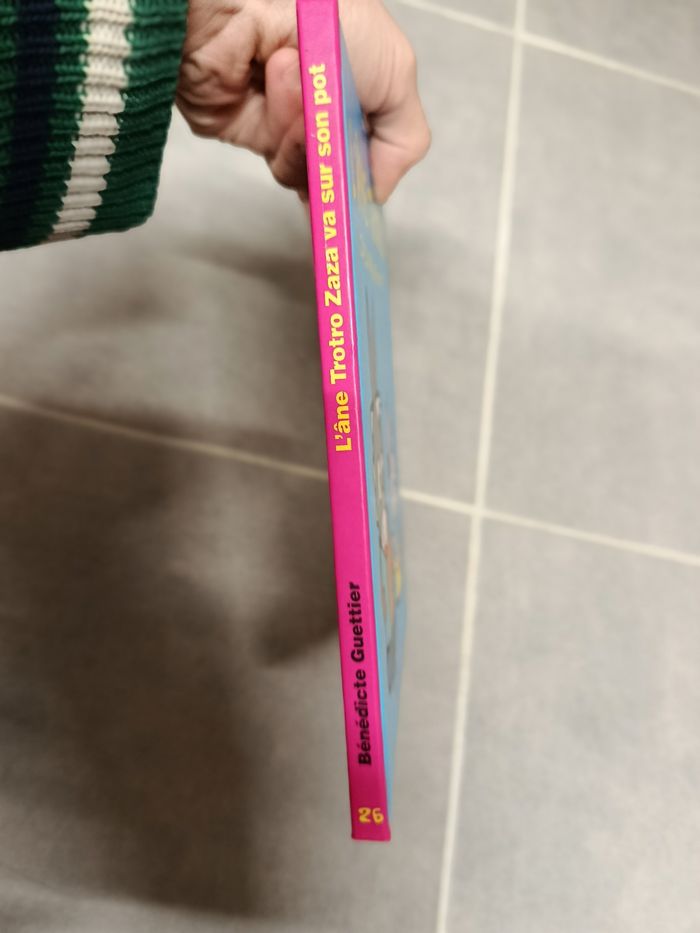 L'âne Trotro Zaza va sur son pot
Bénédicte Guettier
26